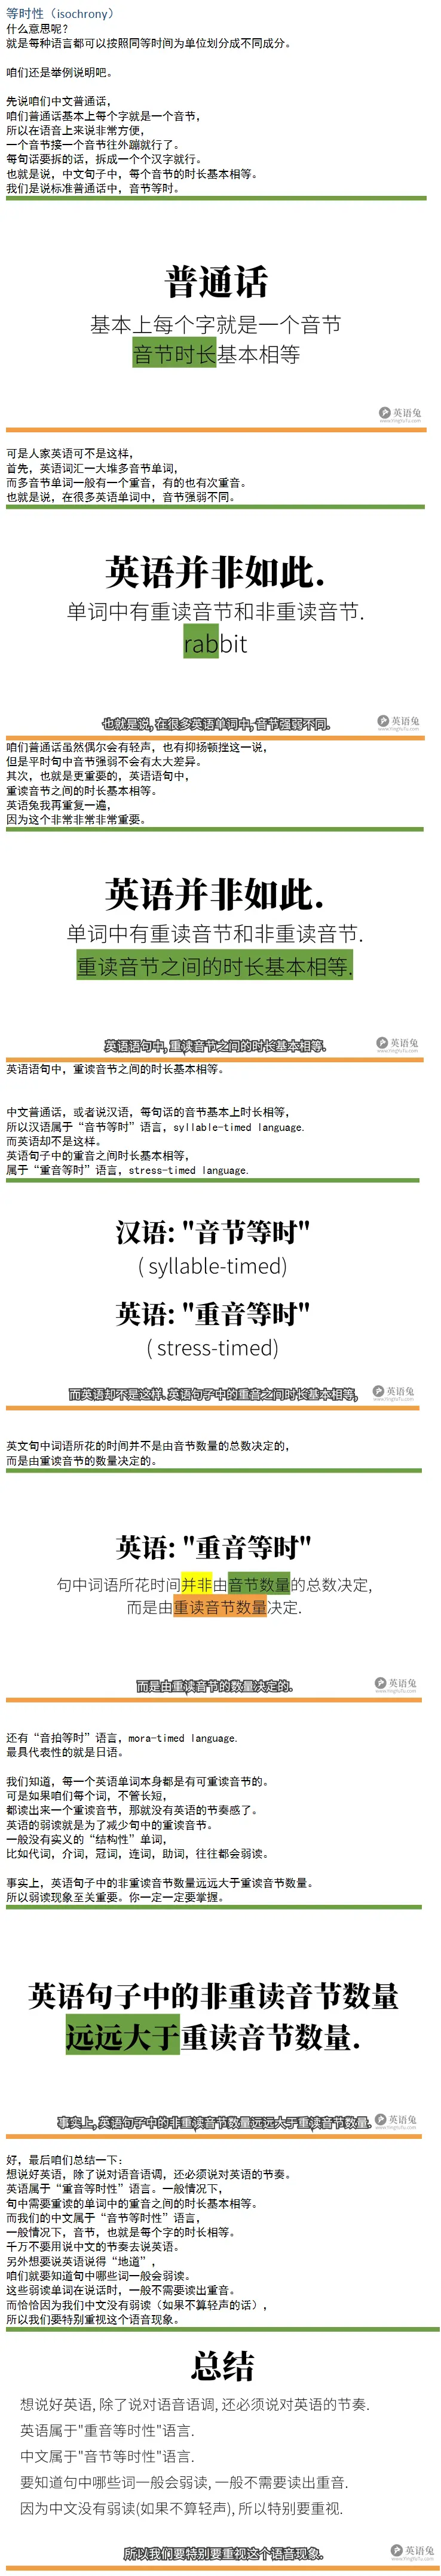 等时性（isochrony）
什么意思呢？
就是每种语言都可以按照同等时间为单位划分成不同成分。
咱们还是举例说明吧。
先说咱们中文普通话，
咱们普通话基本上每个字就是一个音节，
所以在语音上来说非常方便，
一个音节接一个音节往外蹦就行了。
每句话要拆的话，拆成一个个汉字就行。
也就是说，中文句子中，每个音节的时长基本相等。
我们是说标准普通话中，音节等时。
普通话
基本上每个字就是一个音节
音节时长基本相等
英语兔
www.YingYuTu.com
可是人家英语可不是这样，
首先，英语词汇一大堆多音节单词，
而多音节单词一般有一个重音，有的也有次重音。
也就是说，在很多英语单词中，音节强弱不同。
英语并非如此.
单词中有重读音节和非重读音节.
rabbit
也就是说,在很多英语单词中,音节强弱不同.
英语兔
www.YingYuTu.com
咱们普通话虽然偶尔会有轻声，也有抑扬顿挫这一说，
但是平时句中音节强弱不会有太大差异。
其次，也就是更重要的，英语语句中，
重读音节之间的时长基本相等。
英语兔我再重复一遍，
因为这个非常非常非常重要。
英语并非如此.
单词中有重读音节和非重读音节.
重读音节之间的时长基本相等.
英语语句中,重读音节之间的时长基本相等.
英语兔
www.YingYuTu.com
英语语句中，重读音节之间的时长基本相等。
中文普通话，或者说汉语，每句话的音节基本上时长相等，
所以汉语属于“音节等时”语言，syllable-timed language.
而英语却不是这样。
英语句子中的重音之间时长基本相等，
属于“重音等时”语言，stress-timed language.
汉语: "音节等时"
( syllable-timed)
英语: "重音等时"
( stress-timed)
而英语却不是这样.英语句子中的重音之间时长基本相等,
英语兔
www.YingYuTu.com
英文句中词语所花的时间并不是由音节数量的总数决定的，
而是由重读音节的数量决定的。
英语: "重音等时"
句中词语所花时间并非由音节数量的总数决定,
而是由重读音节数量决定.
而是由重读音节的数量决定的.
英语兔
www.YingYuTu.com
还有“音拍等时”语言，mora-timed language.
最具代表性的就是日语。
我们知道，每一个英语单词本身都是有可重读音节的。
可是如果咱们每个词，不管长短，
都读出来一个重读音节，那就没有英语的节奏感了。
英语的弱读就是为了减少句中的重读音节。
一般没有实义的“结构性”单词，
比如代词，介词，冠词，连词，助词，往往都会弱读。
事实上，英语句子中的非重读音节数量远远大于重读音节数量。
所以弱读现象至关重要。你一定一定要掌握。
英语句子中的非重读音节数量
远远大于重读音节数量.
事实上,英语句子中的非重读音节数量远远大于重读音节数量.
英语兔
www.YingYuTu.com
好，最后咱们总结一下：
想说好英语，除了说对语音语调，还必须说对英语的节奏。
英语属于“重音等时性”语言。一般情况下，
句中需要重读的单词中的重音之间的时长基本相等。
而我们的中文属于“音节等时性”语言，
一般情况下，音节，也就是每个字的时长相等。
千万不要用说中文的节奏去说英语。
另外想要说英语说得“地道”，
咱们就要知道句中哪些词一般会弱读。
这些弱读单词在说话时，一般不需要读出重音。
而恰恰因为我们中文没有弱读（如果不算轻声的话），
所以我们要特别重视这个语音现象。
总结
想说好英语, 除了说对语音语调, 还必须说对英语的节奏.
英语属于"重音等时性"语言.
中文属于"音节等时性"语言.
要知道句中哪些词一般会弱读, 一般不需要读出重音.
因为中文没有弱读(如果不算轻声), 所以特别要重视.
所以我们要特别要重视这个语音现象.
英语兔
www.YingYuTu.com